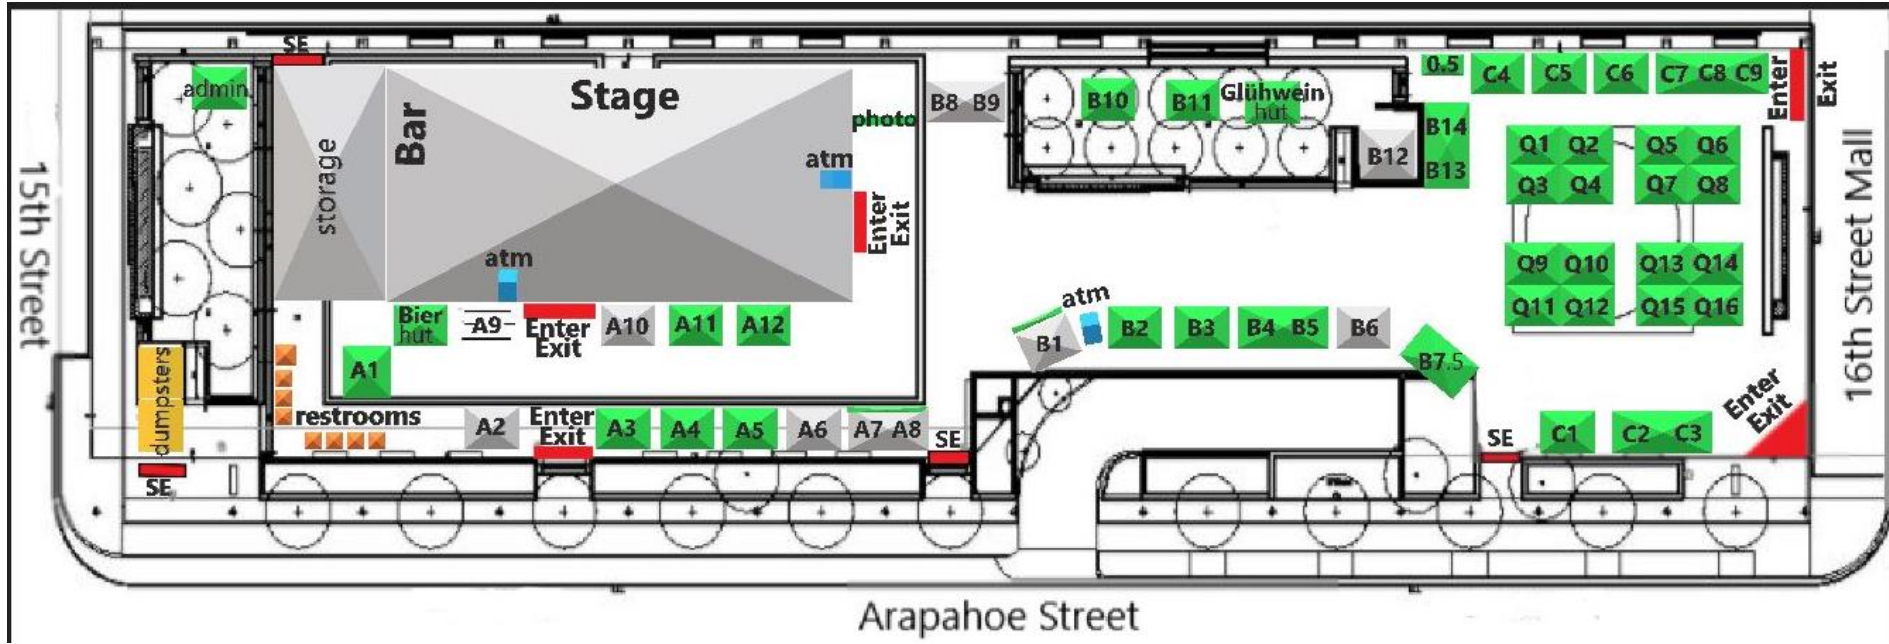 SE
admin
Stage
Bar
storage
photo
atm
Enter
Exit
atm
B8 B9
B10
B11
Glühwein
hut
B12
B14
B13
0.5
C4
C5
C6
C7 C8 C9
Enter
Exit
Q1 Q2
Q3 Q4
Q5 Q6
Q7 Q8
Q9 Q10
Q11 Q12
Q13 Q14
Q15 Q16
15th Street
16th Street Mall
Bier
hut
A9
Enter
Exit
A10
A11
A12
A1
atm
B1
B2
B3
B4 B5
B6
B7.5
dumpsters
SE
restrooms
A2
Enter
Exit
A3
A4
A5
A6
A7 A8
SE
SE
C1
C2 C3
Enter
Exit
Arapahoe Street